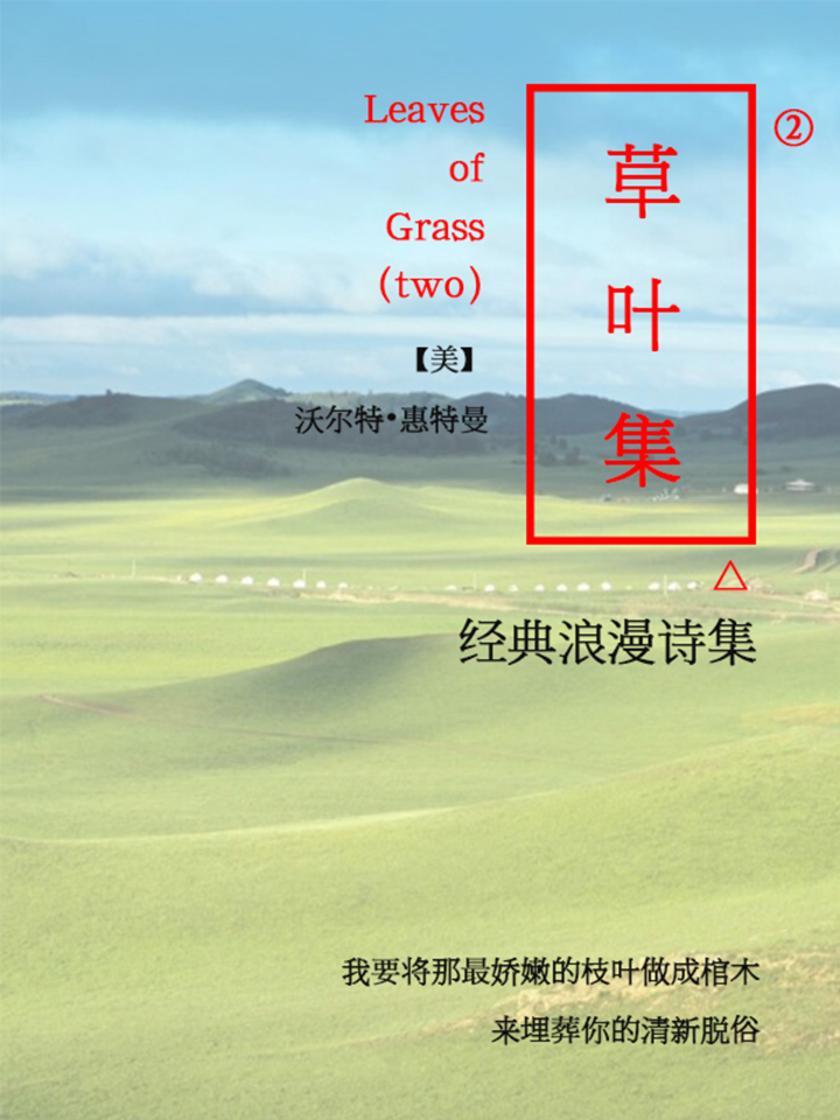 Leaves
of
Grass
(two)
草叶集
②
【美】
沃尔特•惠特曼
经典浪漫诗集
我要将那最娇嫩的枝叶做成棺木
来埋葬你的清新脱俗